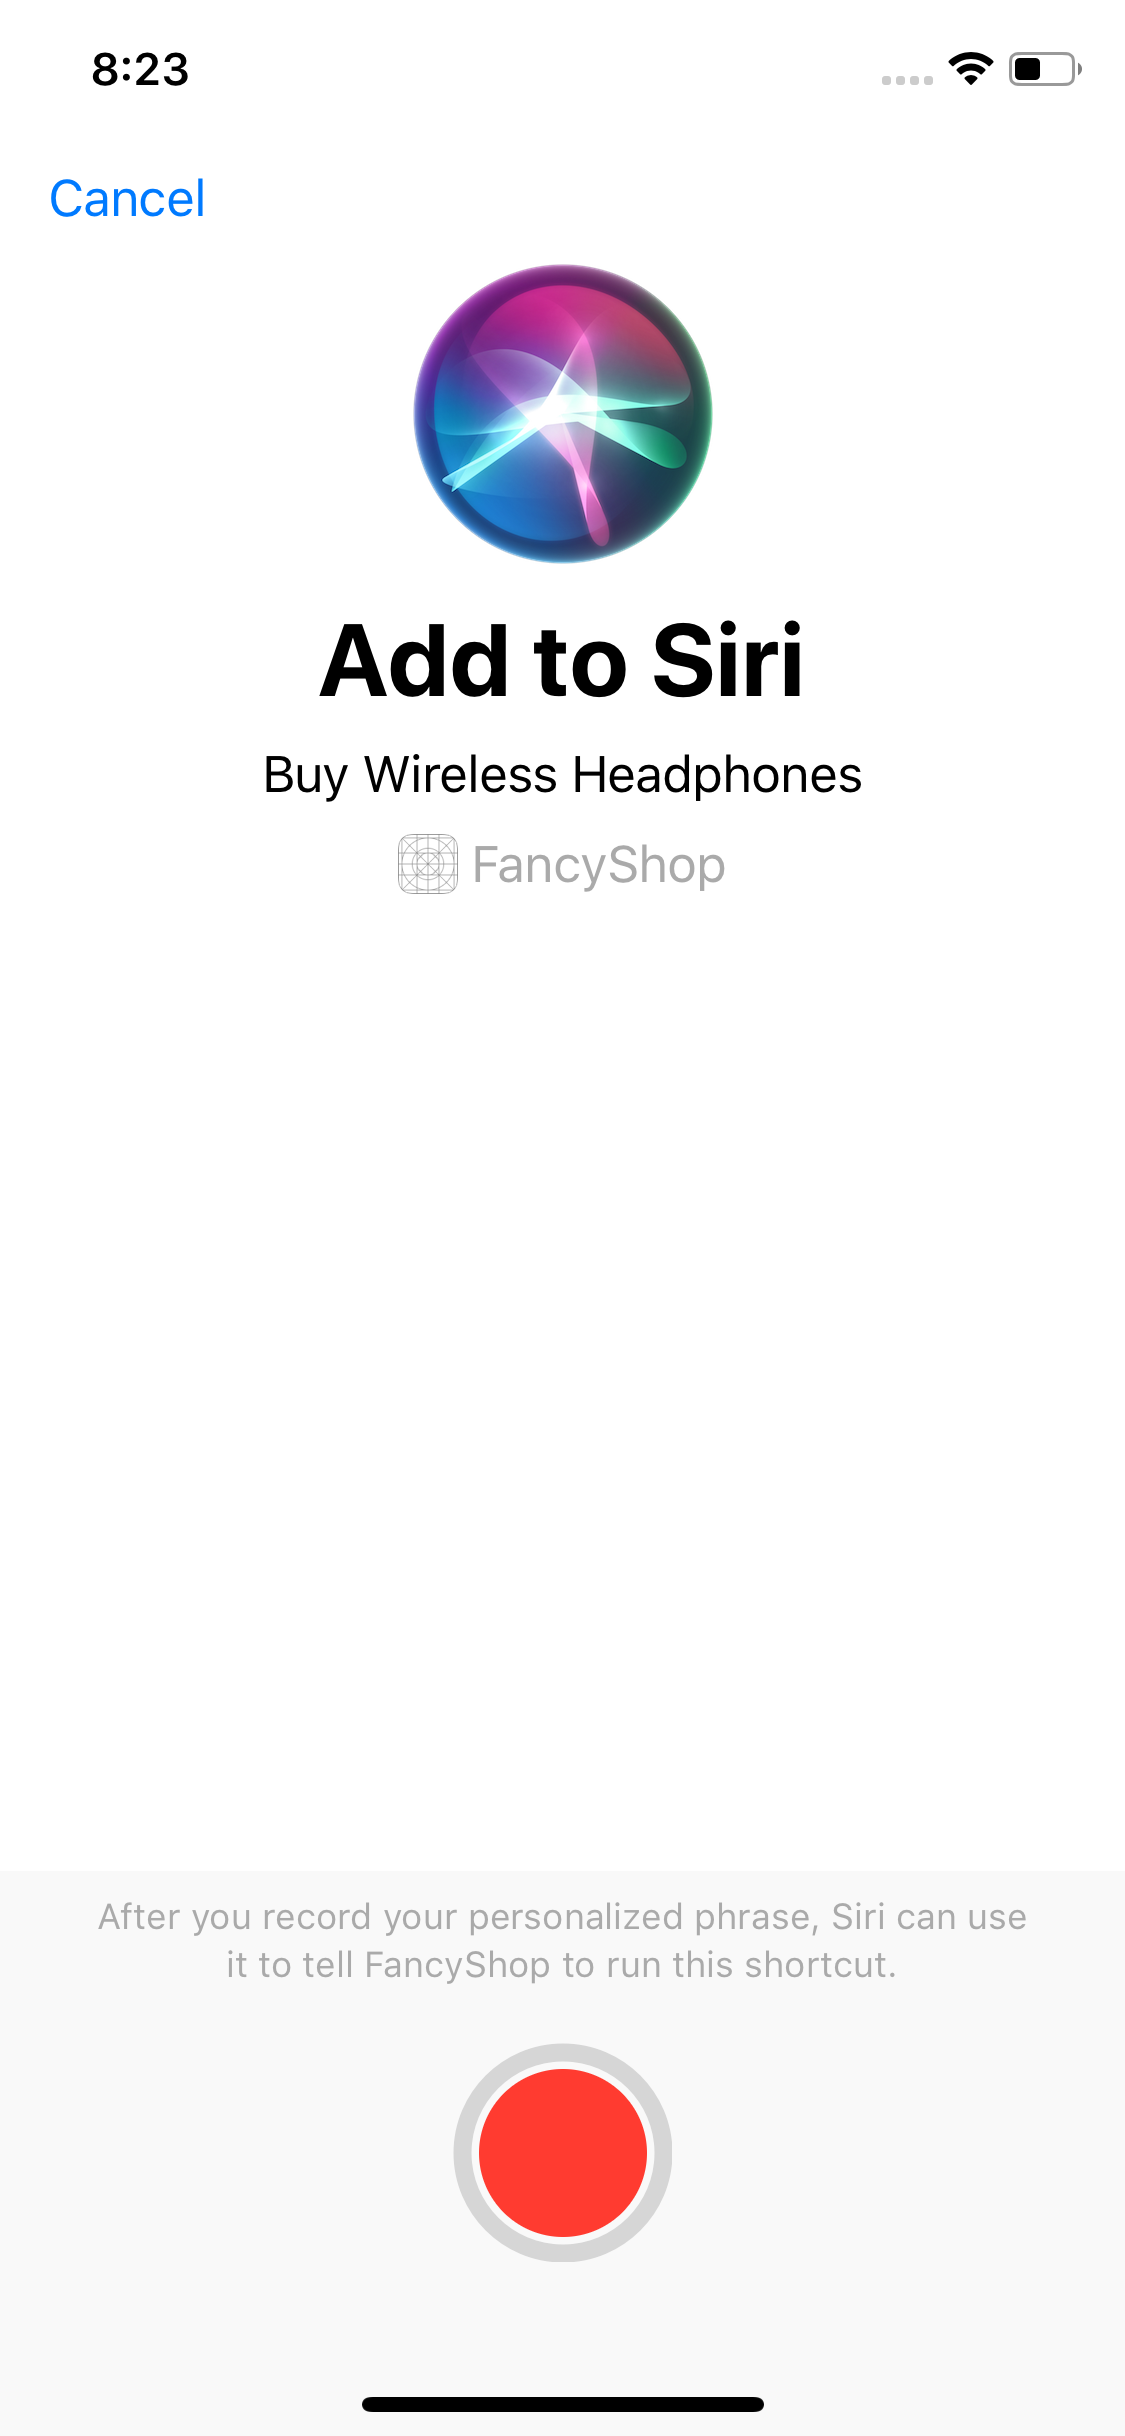 8:23
Cancel
Add to Siri
Buy Wireless Headphones
FancyShop
After you record your personalized phrase, Siri can use
it to tell FancyShop to run this shortcut.